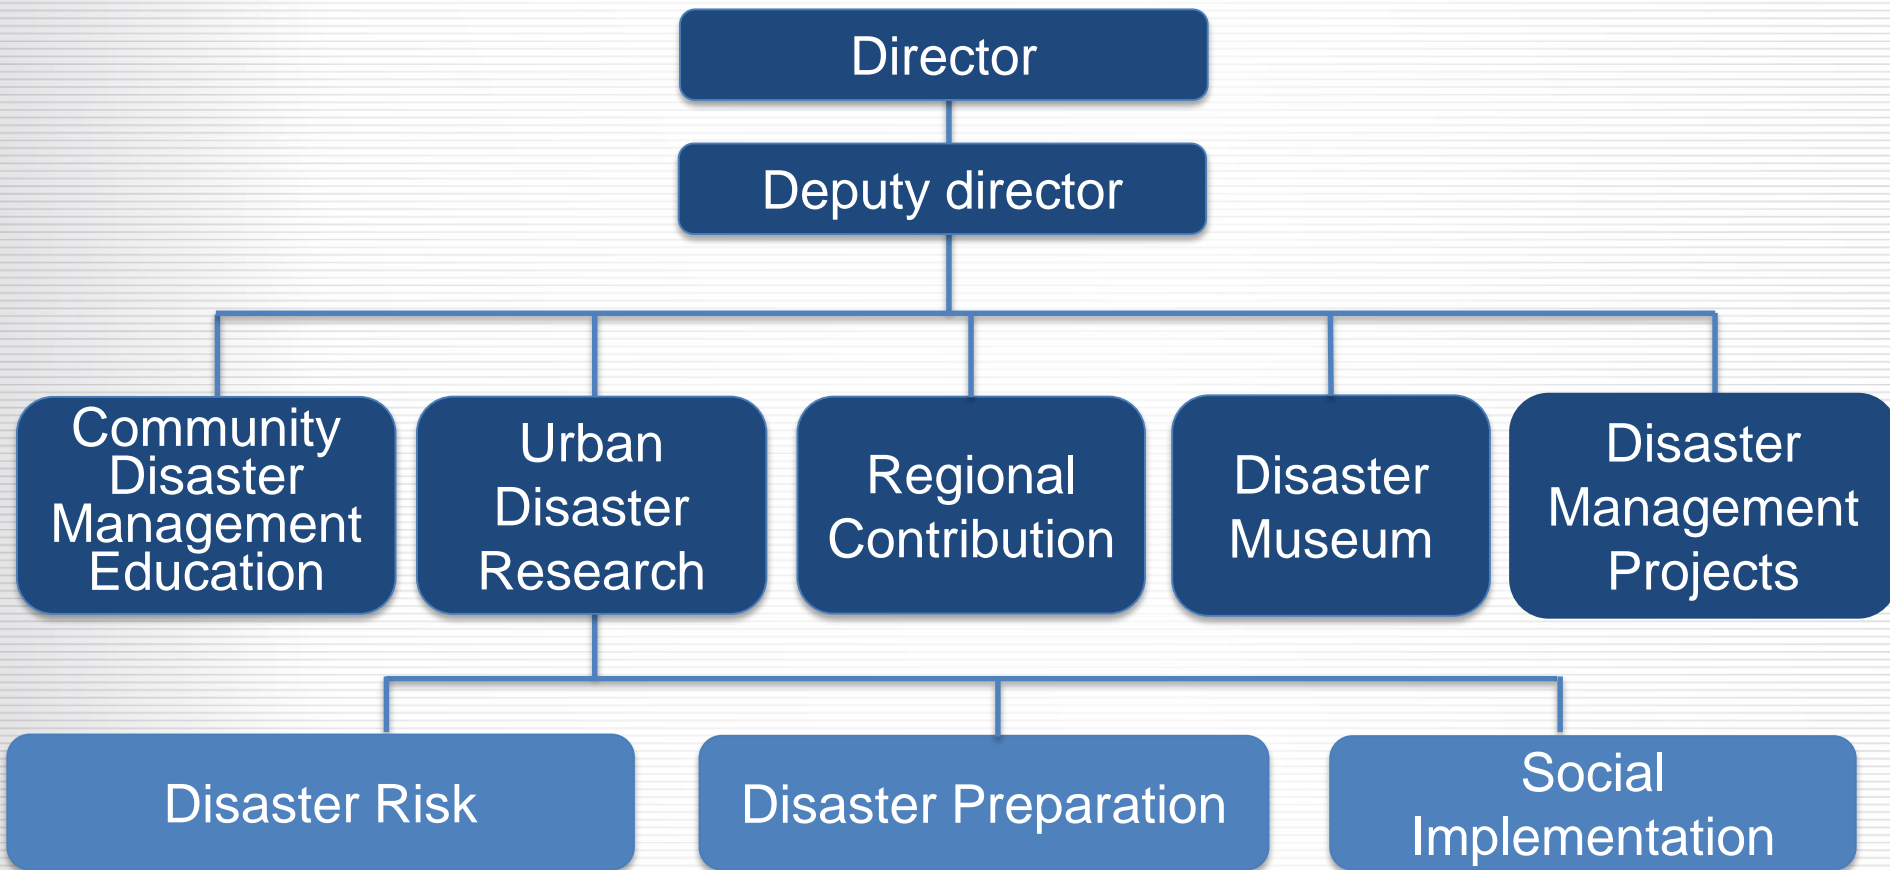 Director
Deputy director
Community
Disaster
Management
Education
Urban
Disaster
Research
Regional
Contribution
Disaster
Museum
Disaster
Management
Projects
Disaster Risk
Disaster Preparation
Social
Implementation